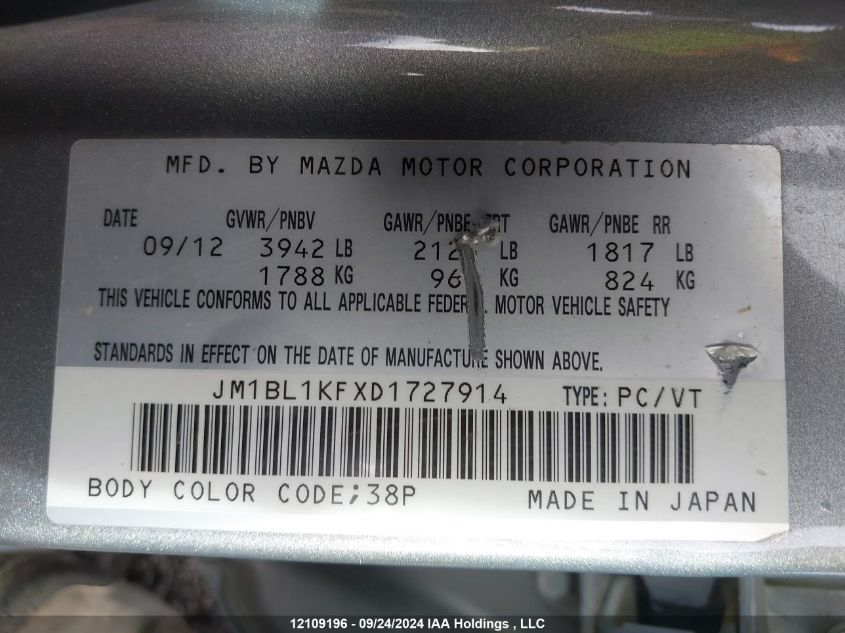 MFD. BY MAZDA MOTOR CORPORATION
DATE GVWR/PNBV GAWR/PNBE GAWR/PNBE RR
09/12 3942 LB LB 1817 LB
1788 KG KG 824 KG
THIS VEHICLE CONFORMS TO ALL APPLICABLE MOTOR VEHICLE SAFETY
STANDARDS IN EFFECT ON THE DATE OF MANUFACTURE SHOWN ABOVE.
JM1BL1KFXD1727914 TYPE: PC/VT
BODY COLOR CODE;38P MADE IN JAPAN
12109196 - 09/24/2024 IAA Holdings , LLC